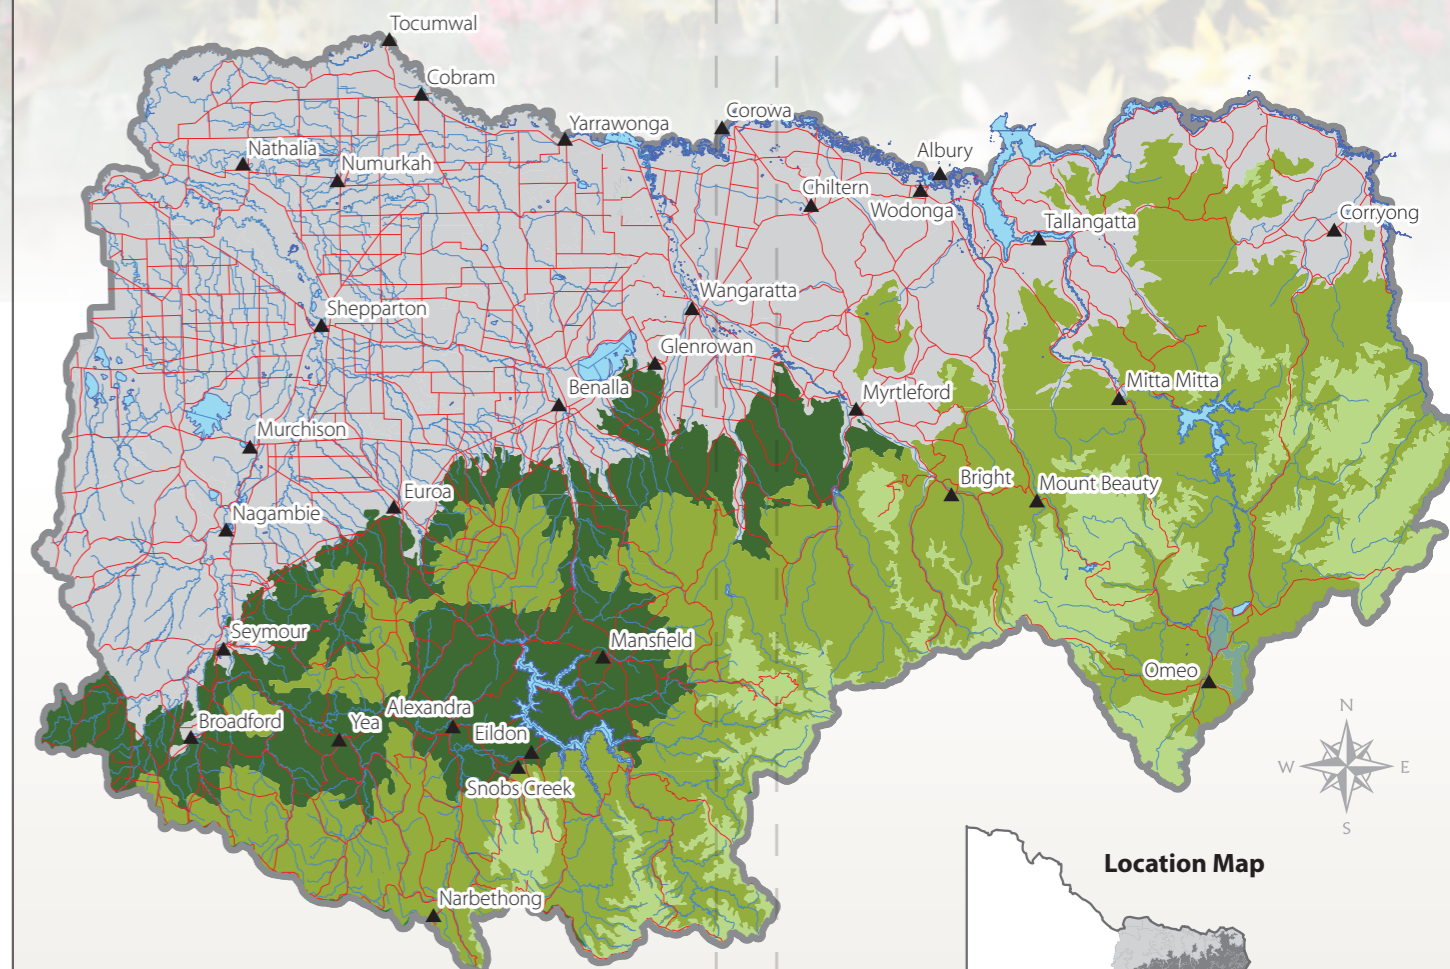 Tocumwal
Cobram
Yarrawonga
Corowa
Albury
Nathalia
Numurkah
Chiltern
Wodonga
Tallangatta
Corryong
Wangaratta
Shepparton
Glenrowan
Benalla
Myrtleford
Mitta Mitta
Murchison
Euroa
Bright
Mount Beauty
Nagambie
Seymour
Mansfield
Omeo
Broadford
Yea
Alexandra
Eildon
Snobs Creek
Narbethong
N
W
E
S
Location Map